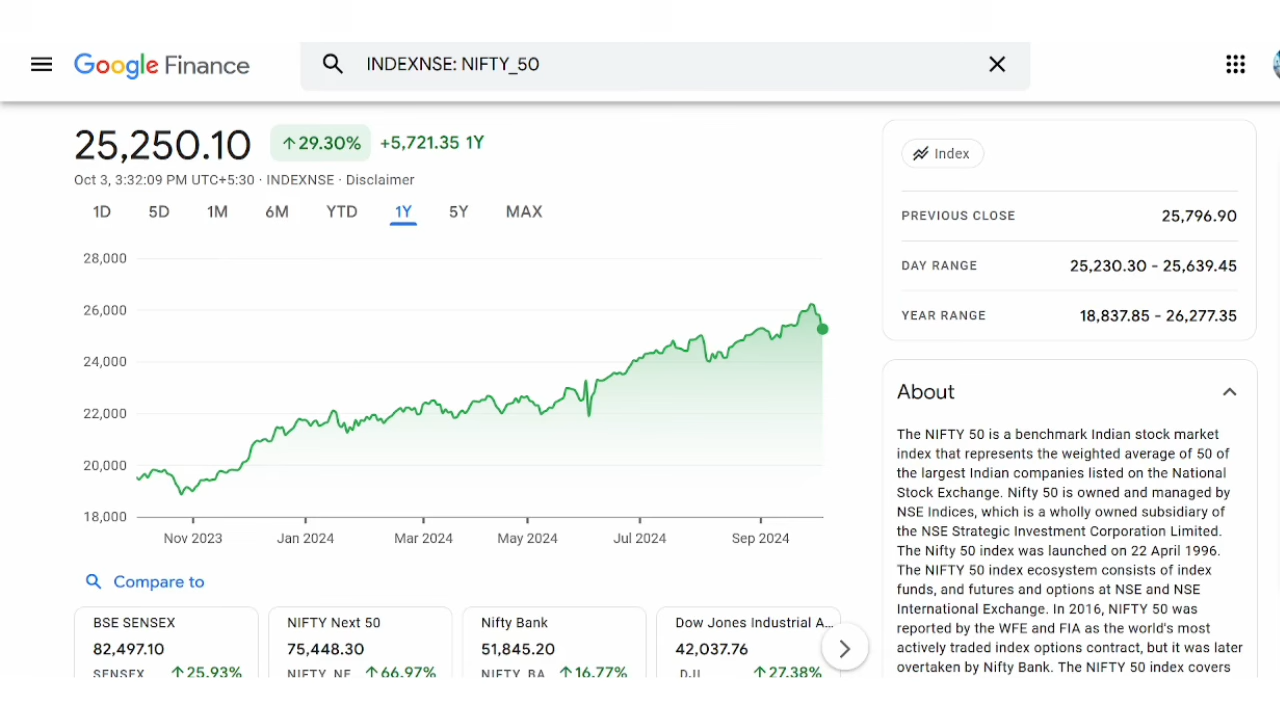 Google Finance
INDEXNSE: NIFTY_50
25,250.10 ↑29.30% +5,721.35 1Y
Oct 3, 3:32:09 PM UTC+5:30 · INDEXNSE · Disclaimer
1D 5D 1M 6M YTD 1Y 5Y MAX
28,000
26,000
24,000
22,000
20,000
18,000
Nov 2023 Jan 2024 Mar 2024 May 2024 Jul 2024 Sep 2024
Compare to
BSE SENSEX
82,497.10
SENSEX ↑25.93%
NIFTY Next 50
75,448.30
NIFTY_NE... ↑66.97%
Nifty Bank
51,845.20
NIFTY_BA... ↑16.77%
Dow Jones Industrial A...
42,037.76
.DJI ↑27.38%
Index
PREVIOUS CLOSE 25,796.90
DAY RANGE 25,230.30 - 25,639.45
YEAR RANGE 18,837.85 - 26,277.35
About
The NIFTY 50 is a benchmark Indian stock market
index that represents the weighted average of 50 of
the largest Indian companies listed on the National
Stock Exchange. Nifty 50 is owned and managed by
NSE Indices, which is a wholly owned subsidiary of
the NSE Strategic Investment Corporation Limited.
The Nifty 50 index was launched on 22 April 1996.
The NIFTY 50 index ecosystem consists of index
funds, and futures and options at NSE and NSE
International Exchange. In 2016, NIFTY 50 was
reported by the WFE and FIA as the world's most
actively traded index options contract, but it was later
overtaken by Nifty Bank. The NIFTY 50 index covers